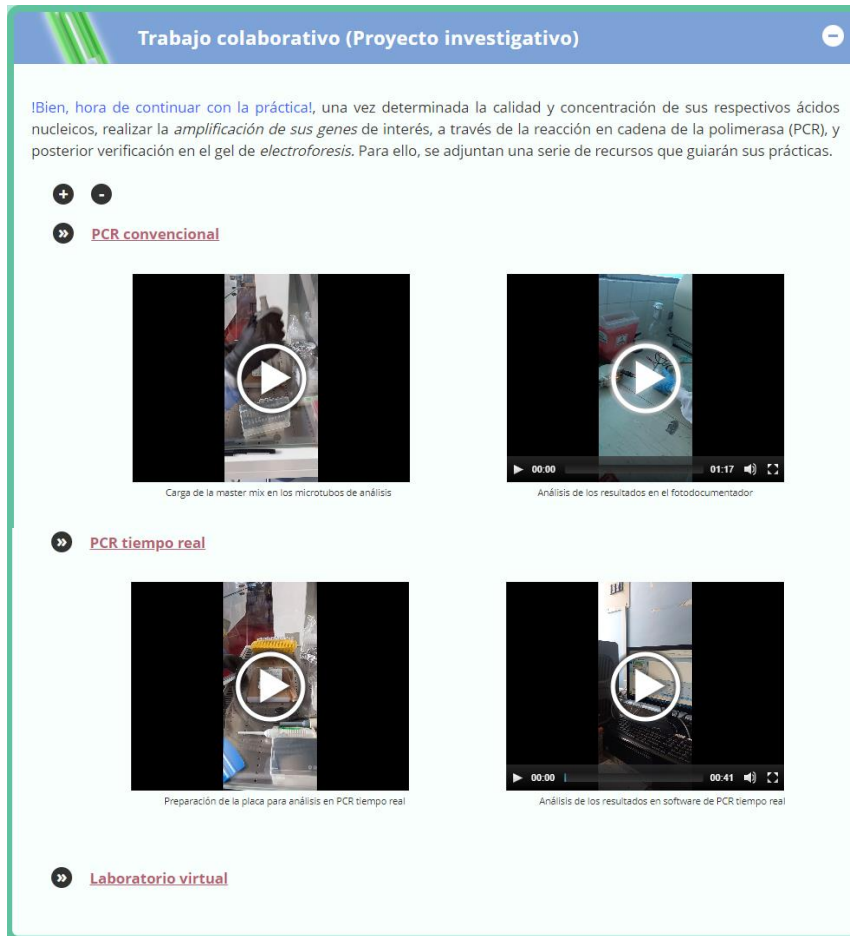 Trabajo colaborativo (Proyecto investigativo)
!Bien, hora de continuar con la práctica!, una vez determinada la calidad y concentración de sus respectivos ácidos
nucleicos, realizar la amplificación de sus genes de interés, a través de la reacción en cadena de la polimerasa (PCR), y
posterior verificación en el gel de electroforesis. Para ello, se adjuntan una serie de recursos que guiarán sus prácticas.
PCR convencional
00:00 01:17
Carga de la master mix en los microtubos de análisis
Análisis de los resultados en el fotodocumentador
PCR tiempo real
00:00 00:41
Preparación de la placa para análisis en PCR tiempo real
Análisis de los resultados en software de PCR tiempo real
Laboratorio virtual